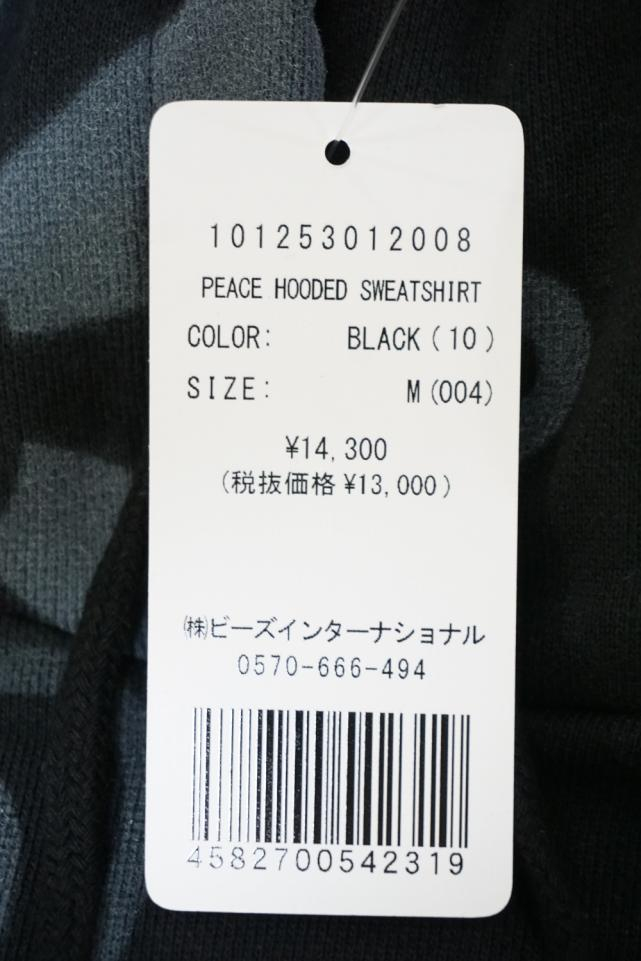 101253012008
PEACE HOODED SWEATSHIRT
COLOR: BLACK(10)
SIZE: M(004)
¥14,300
(税抜価格 ¥13,000)
㈱ビーズインターナショナル
0570-666-494
4582700542319